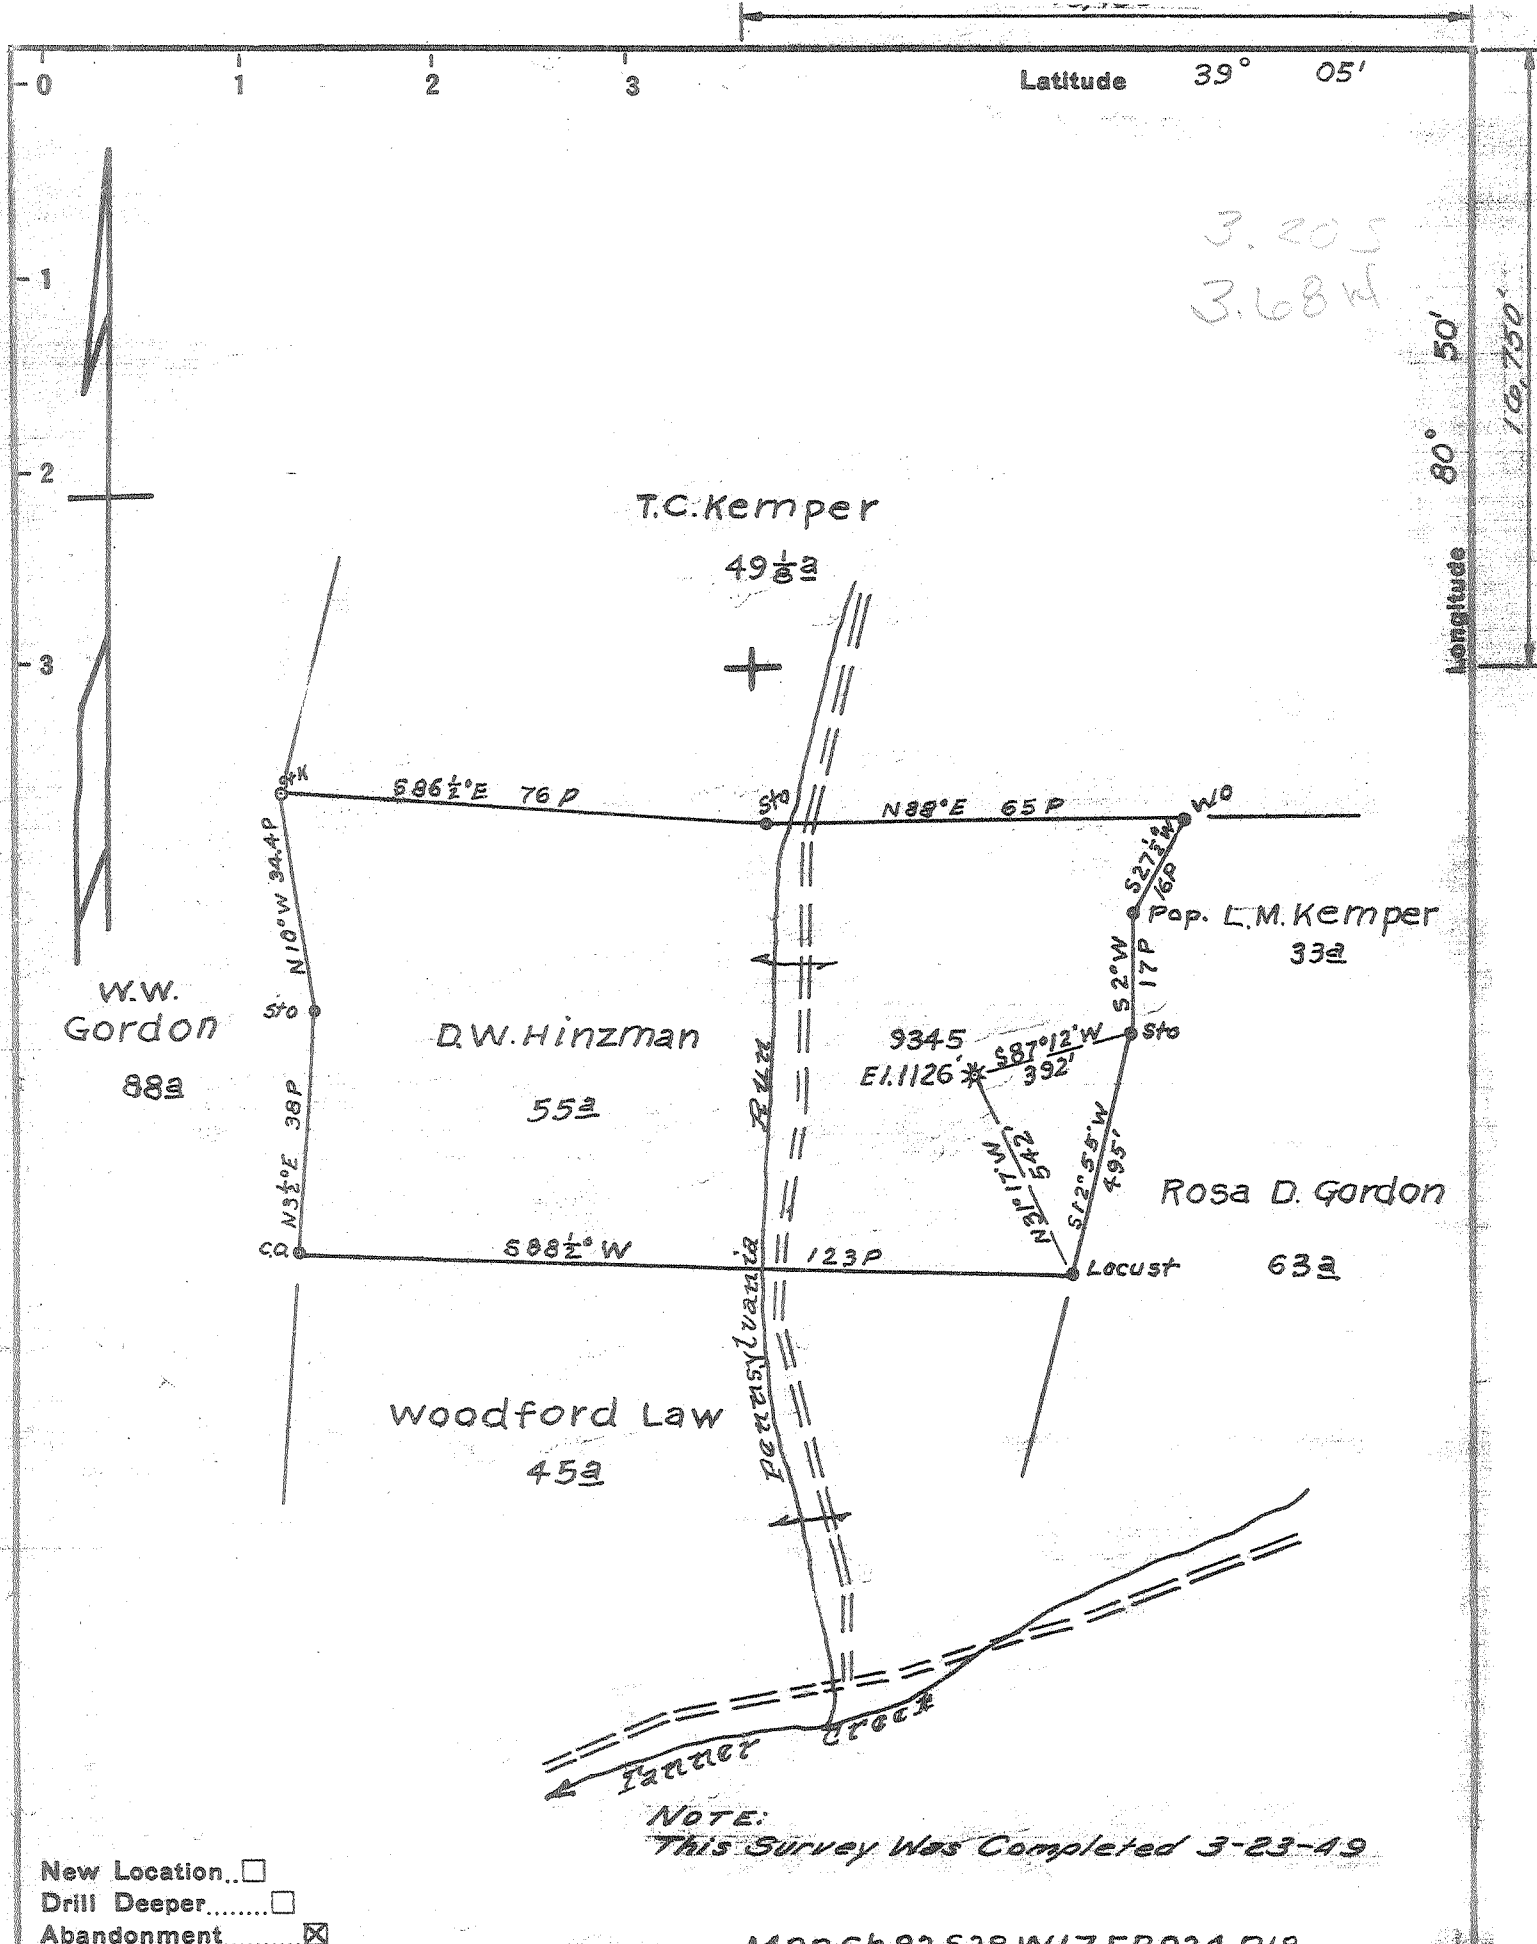 0 1 2 3
Latitude 39° 05'
3.20 S
3.68 W
1
2
3
Longitude 80° 50'
16,750'
T.C. Kemper
49 1/8 a
Stk
S86 1/2°E 76 P
Sto
N88°E 65 P
WO
S27 1/2°W
16P
Pop.
L.M. Kemper
33a
N10°W 34.4P
S2°W
17P
W.W.
Gordon
88a
Sto
D.W. Hinzman
55a
9345
El. 1126'
S87°12'W
392'
Sto
N3 1/2°E 38P
Run
N31°17'W
542'
S12°55'W
495'
Rosa D. Gordon
63a
C.O.
S88 1/2°W 123P
Locust
Pennsylvania
Woodford Law
45a
Tanner Creek
NOTE:
This Survey Was Completed 3-23-49
New Location..
Drill Deeper........
Abandonment